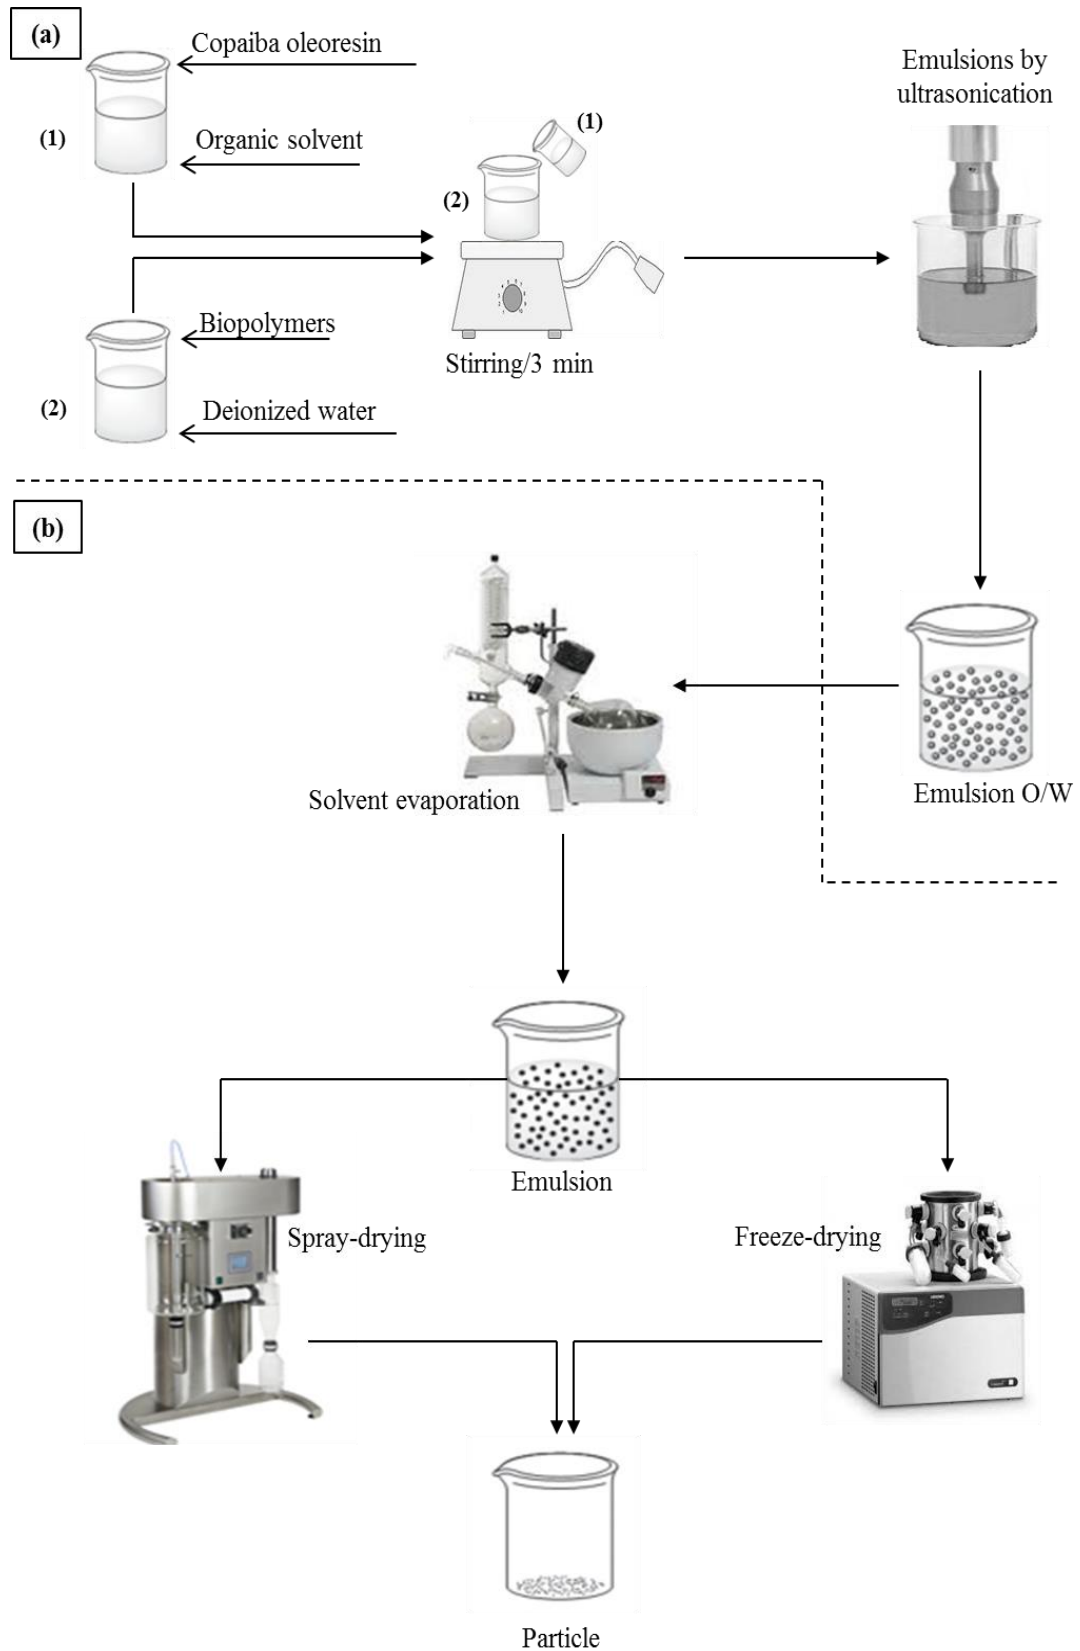 (a)
Copaiba oleoresin
(1)
Organic solvent
(1)
(2)
Stirring/3 min
Emulsions by
ultrasonication
Biopolymers
(2)
Deionized water
(b)
Solvent evaporation
Emulsion O/W
Emulsion
Spray-drying
Freeze-drying
Particle